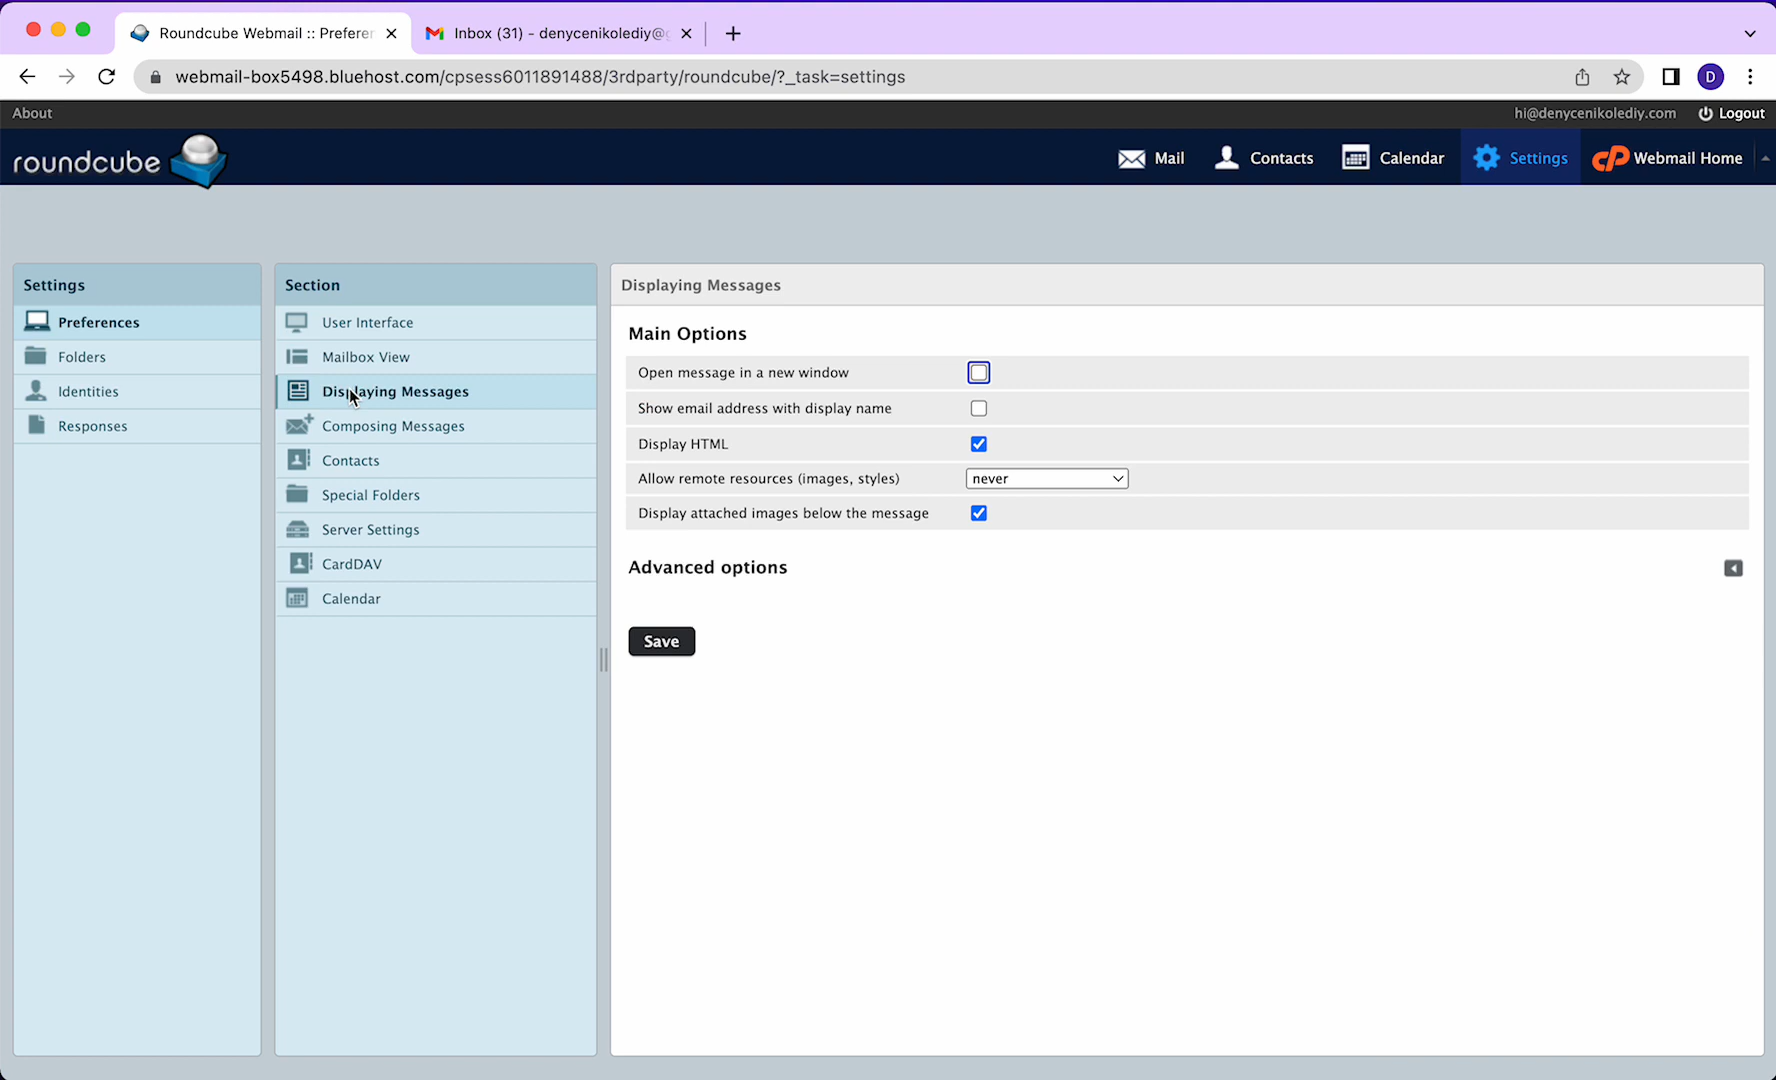 Roundcube Webmail :: Preferen
Inbox (31) - denycenikolediy@g
webmail-box5498.bluehost.com/cpsess6011891488/3rdparty/roundcube/?_task=settings
D
About
hi@denycenikolediy.com
Logout
roundcube
Mail
Contacts
Calendar
Settings
cP Webmail Home
Settings
Preferences
Folders
Identities
Responses
Section
User Interface
Mailbox View
Displaying Messages
Composing Messages
Contacts
Special Folders
Server Settings
CardDAV
Calendar
Displaying Messages
Main Options
Open message in a new window
Show email address with display name
Display HTML
Allow remote resources (images, styles)
never
Display attached images below the message
Advanced options
Save